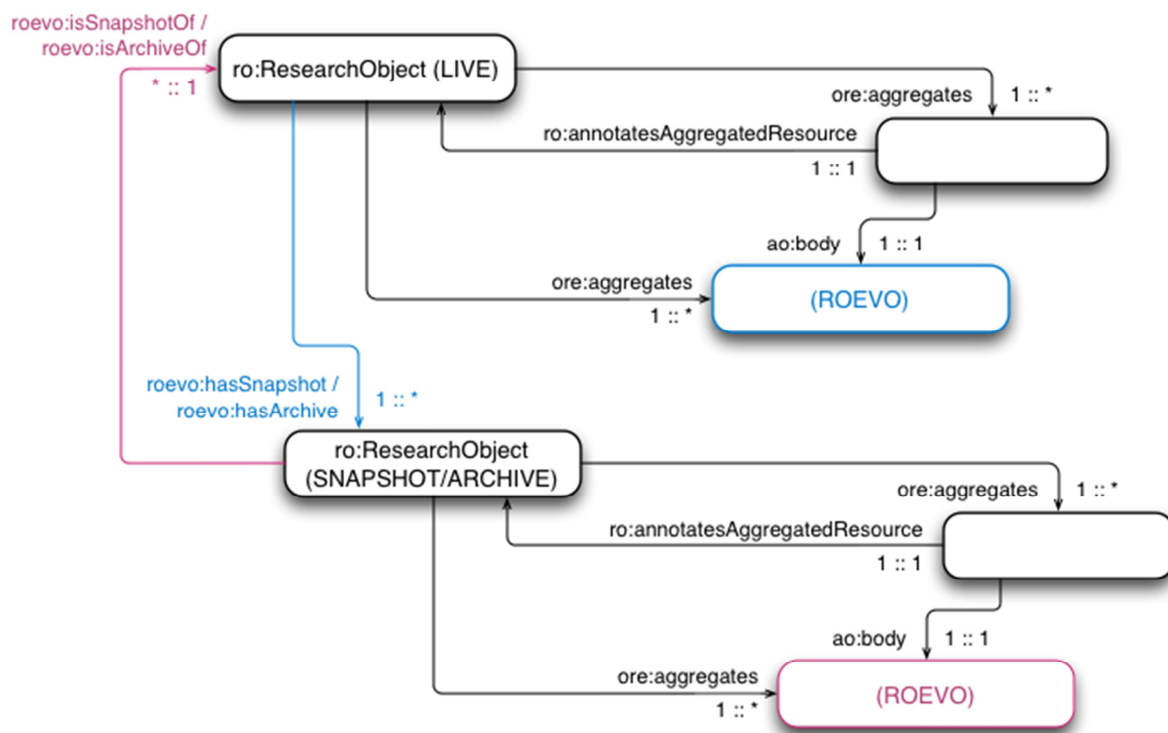 roevo:isSnapshotOf /
roevo:isArchiveOf
* :: 1
ro:ResearchObject (LIVE)
ore:aggregates
1 :: *
ro:annotatesAggregatedResource
1 :: 1
ao:body
1 :: 1
ore:aggregates
1 :: *
(ROEVO)
roevo:hasSnapshot /
roevo:hasArchive
1 :: *
ro:ResearchObject
(SNAPSHOT/ARCHIVE)
ore:aggregates
1 :: *
ro:annotatesAggregatedResource
1 :: 1
ao:body
1 :: 1
ore:aggregates
1 :: *
(ROEVO)